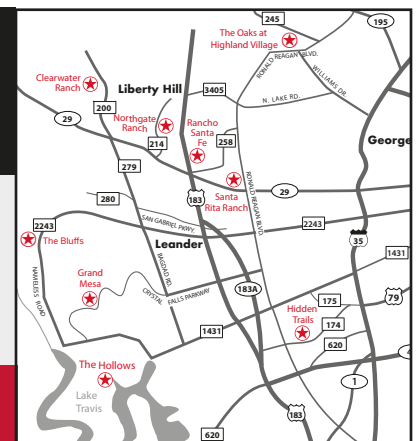 245
195
The Oaks at
Highland Village
RONALD REAGAN BLVD.
WILLIAMS DR.
Clearwater
Ranch
Liberty Hill
3405
N. LAKE RD.
200
29
Northgate
Ranch
Rancho
Santa
Fe
214
258
George
279
280
183
Santa
Rita Ranch
29
RONALD REAGAN BLVD.
SAN GABRIEL PKWY.
2243
2243
The Bluffs
Leander
35
1431
BAGDAD RD.
NAMELESS ROAD
Grand
Mesa
CRYSTAL FALLS PARKWAY
183A
175
79
Hidden
Trails
174
1431
620
The Hollows
4
1
Lake
Travis
183
620